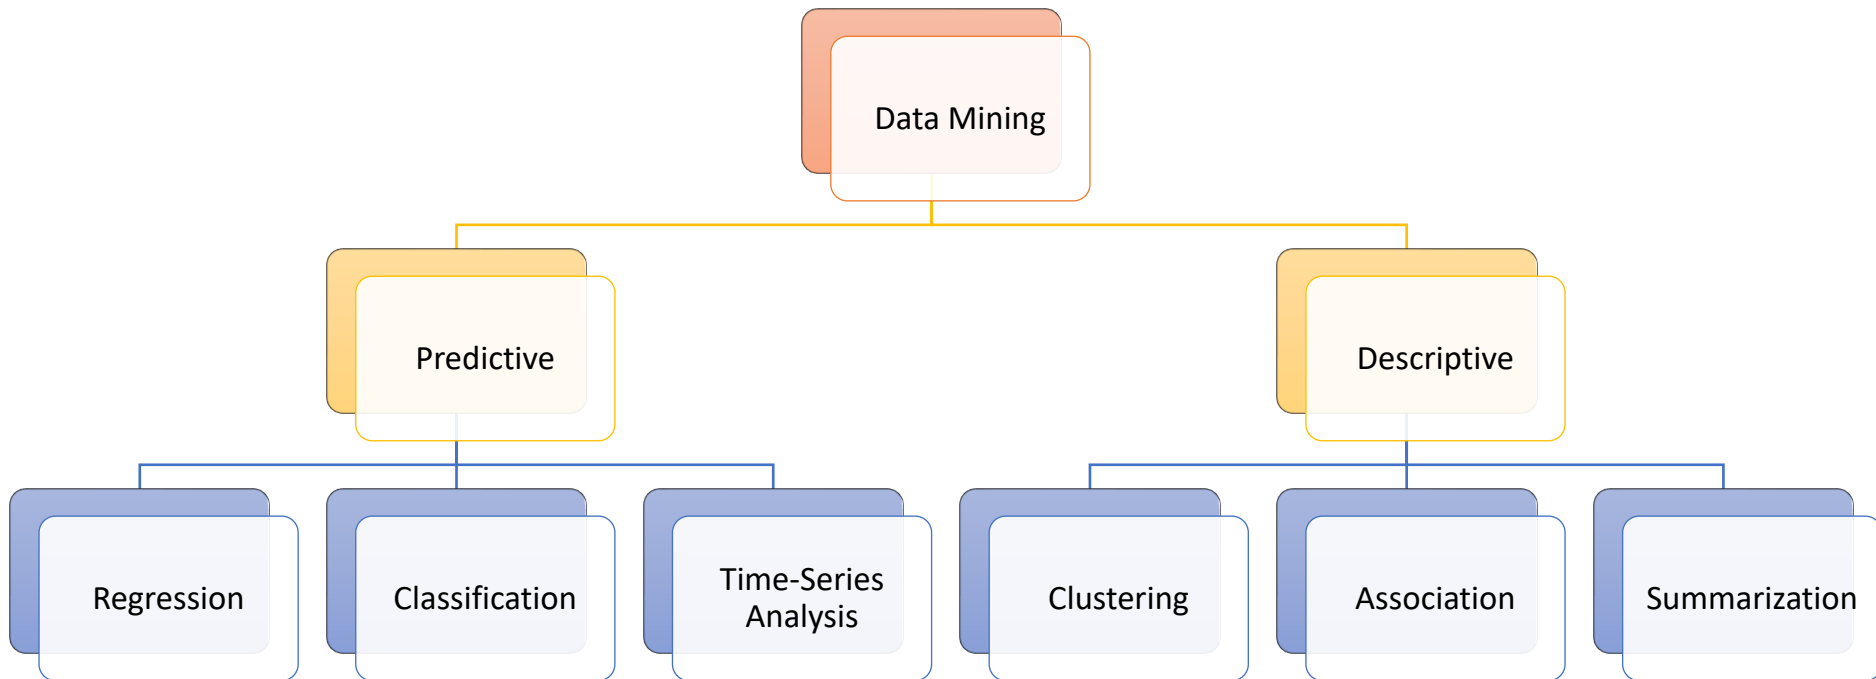 Data Mining
Predictive
Descriptive
Regression
Classification
Time-Series
Analysis
Clustering
Association
Summarization